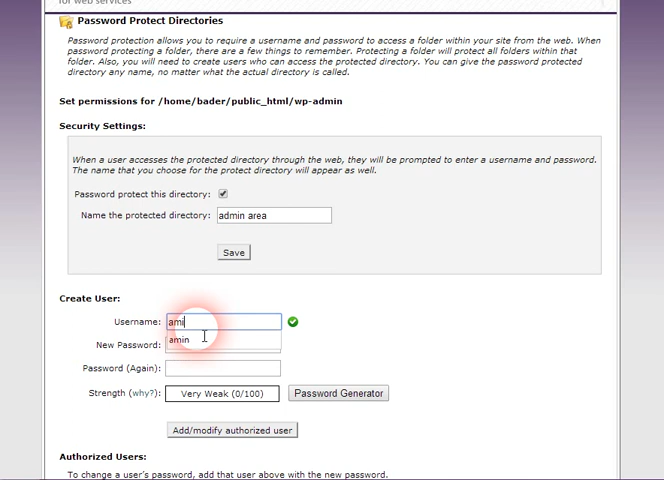 for web services
Password Protect Directories
Password protection allows you to require a username and password to access a folder within your site from the web. When
password protecting a folder, there are a few things to remember. Protecting a folder will protect all folders within that
folder. Also, you will need to create users who can access the protected directory. You can give the password protected
directory any name, no matter what the actual directory is called.
Set permissions for /home/bader/public_html/wp-admin
Security Settings:
When a user accesses the protected directory through the web, they will be prompted to enter a username and password.
The name that you choose for the protect directory will appear as well.
Password protect this directory:
Name the protected directory: admin area
Save
Create User:
Username: ami
amin
New Password:
Password (Again):
Strength (why?): Very Weak (0/100) Password Generator
Add/modify authorized user
Authorized Users:
To change a user's password, add that user above with the new password.